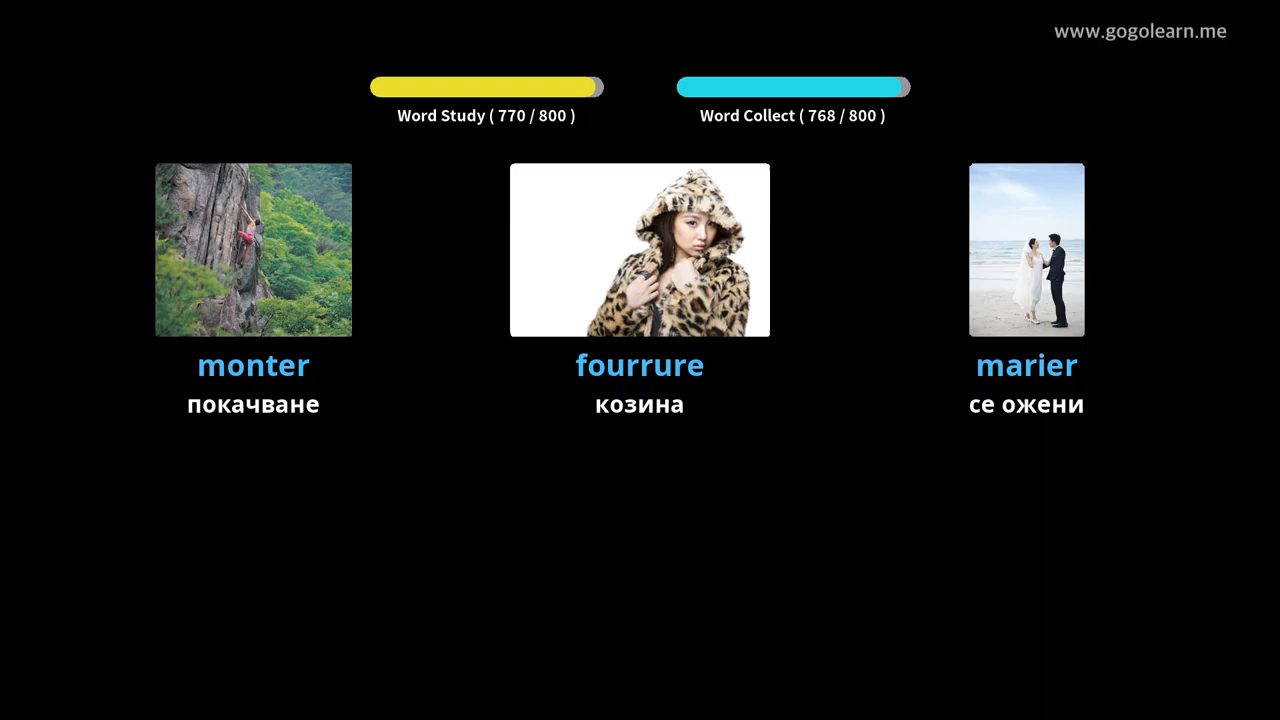 www.gogolearn.me
Word Study ( 770 / 800 )
Word Collect ( 768 / 800 )
monter
fourrure
marier
покачване
козина
се ожени